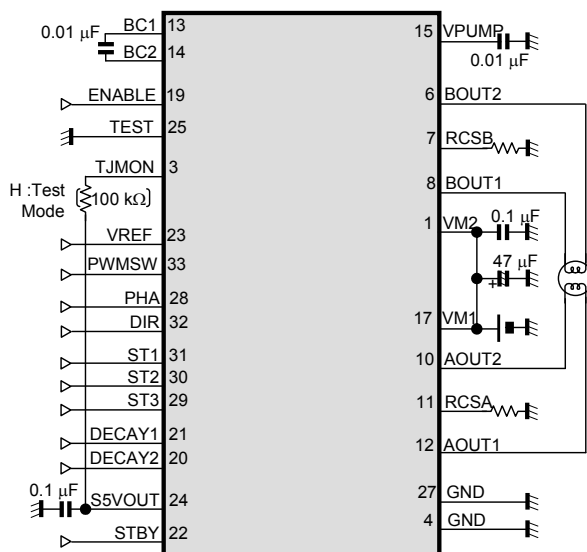 BC1 13
0.01 µF
BC2 14
ENABLE 19
TEST 25
TJMON 3
H :Test
Mode
100 kΩ
VREF 23
PWMSW 33
PHA 28
DIR 32
ST1 31
ST2 30
ST3 29
DECAY1 21
DECAY2 20
0.1 µF
S5VOUT 24
STBY 22
15 VPUMP
0.01 µF
6 BOUT2
7 RCSB
8 BOUT1
1 VM2
0.1 µF
47 µF
+
17 VM1
10 AOUT2
11 RCSA
12 AOUT1
27 GND
4 GND